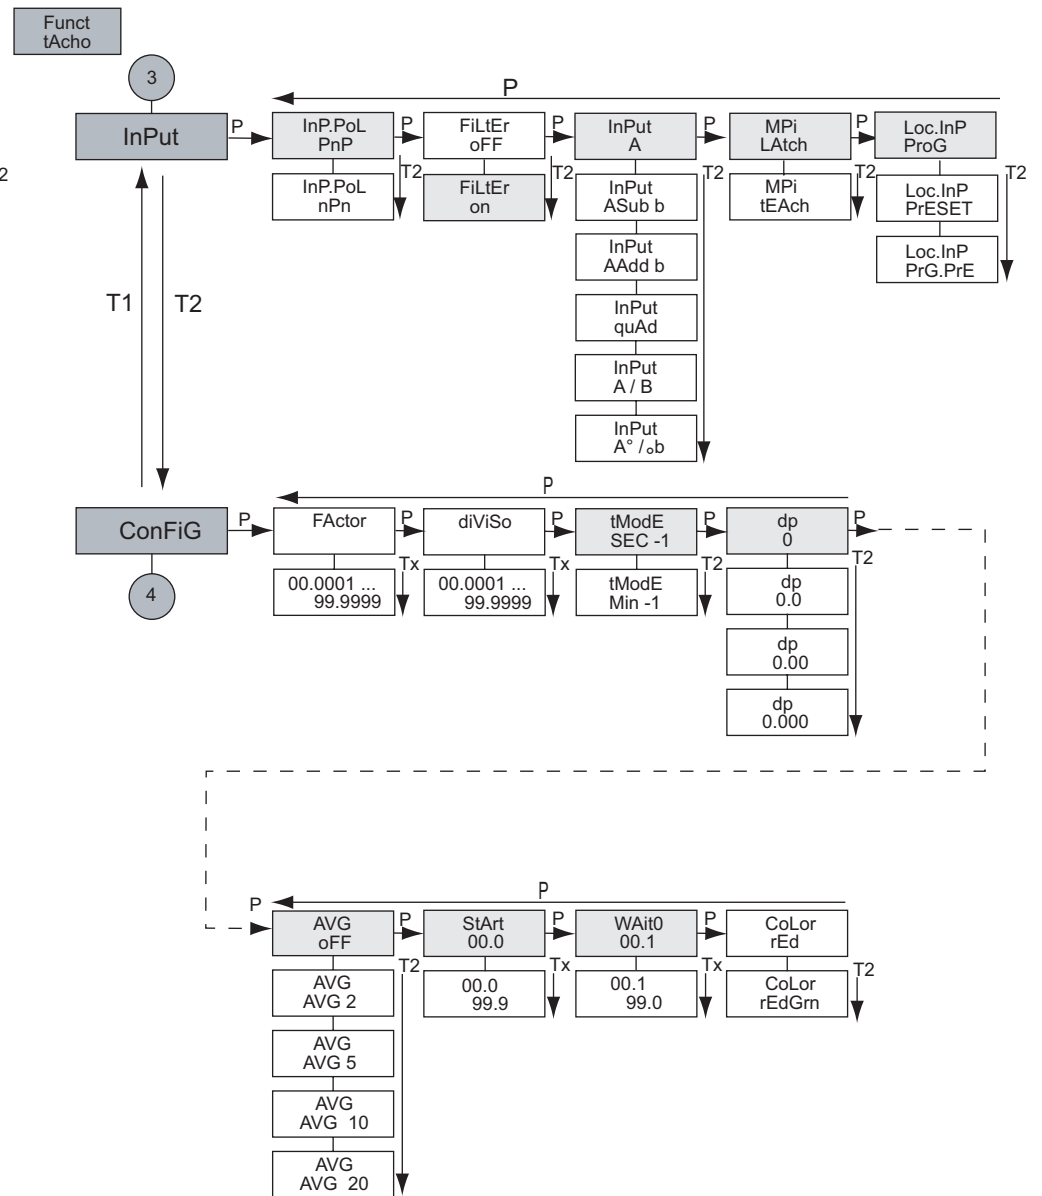 Funct
tAcho
3
P
InPut
P
InP.PoL
PnP
P
FiLtEr
oFF
P
InPut
A
P
MPi
LAtch
P
Loc.InP
ProG
2
InP.PoL
nPn
T2
FiLtEr
on
T2
InPut
ASub b
T2
MPi
tEAch
T2
Loc.InP
PrESET
T2
InPut
AAdd b
Loc.InP
PrG.PrE
InPut
quAd
InPut
A / B
InPut
A° /ₒb
T1
T2
P
ConFiG
P
FActor
P
diViSo
P
tModE
SEC -1
P
dp
0
P
4
00.0001 ...
99.9999
Tx
00.0001 ...
99.9999
Tx
tModE
Min -1
T2
dp
0.0
T2
dp
0.00
dp
0.000
P
P
AVG
oFF
P
StArt
00.0
P
WAit0
00.1
P
CoLor
rEd
AVG
AVG 2
T2
00.0
99.9
Tx
00.1
99.0
Tx
CoLor
rEdGrn
T2
AVG
AVG 5
AVG
AVG 10
AVG
AVG 20